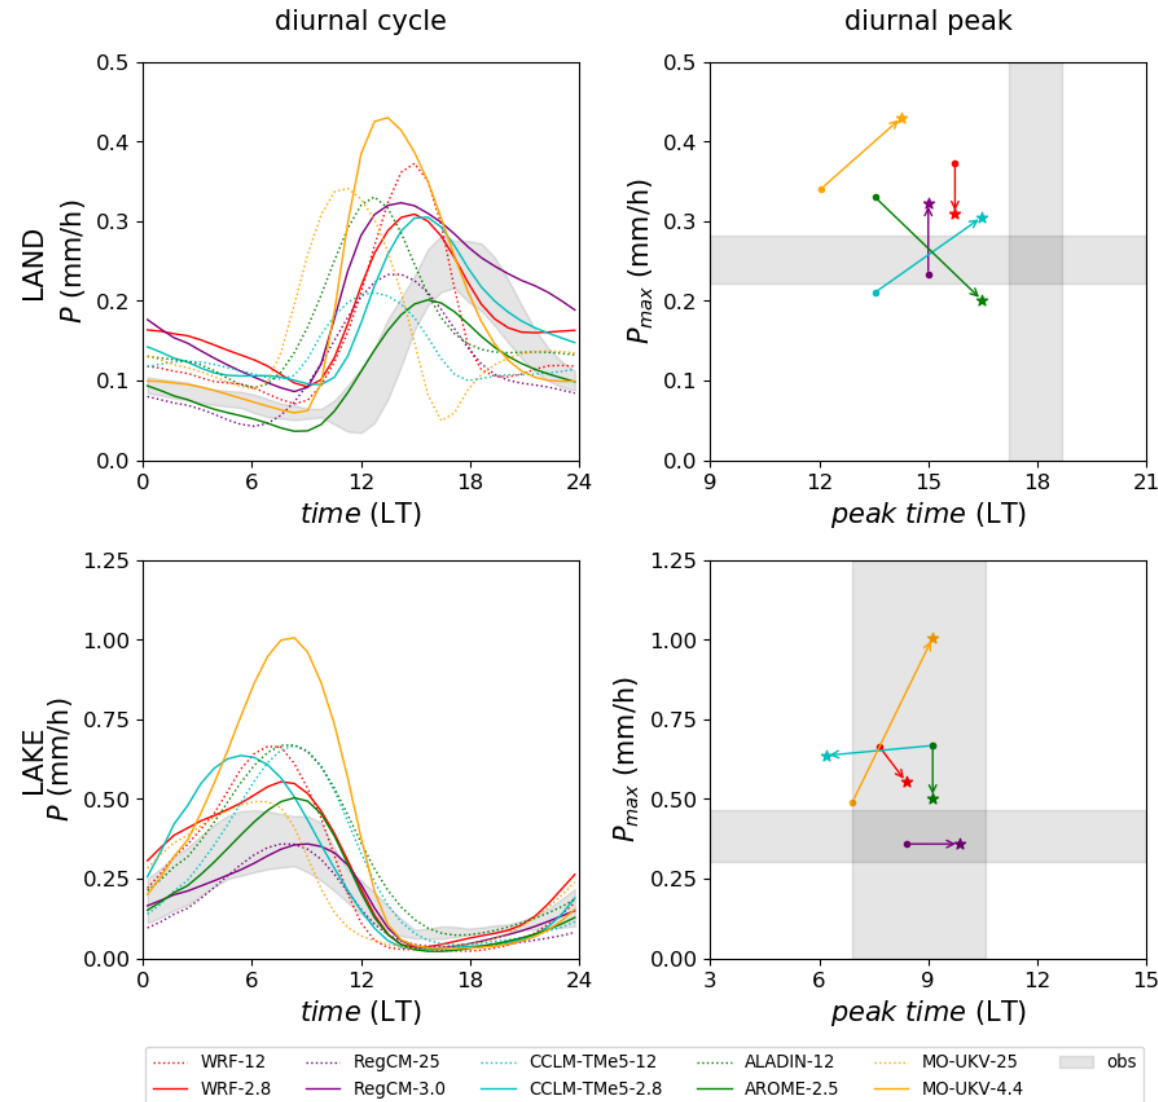 diurnal cycle
diurnal peak
LAND
P (mm/h)
0.5
0.4
0.3
0.2
0.1
0.0
0 6 12 18 24
time (LT)
P_max (mm/h)
0.5
0.4
0.3
0.2
0.1
0.0
9 12 15 18 21
peak time (LT)
LAKE
P (mm/h)
1.25
1.00
0.75
0.50
0.25
0.00
0 6 12 18 24
time (LT)
P_max (mm/h)
1.25
1.00
0.75
0.50
0.25
0.00
3 6 9 12 15
peak time (LT)
WRF-12 RegCM-25 CCLM-TMe5-12 ALADIN-12 MO-UKV-25 obs
WRF-2.8 RegCM-3.0 CCLM-TMe5-2.8 AROME-2.5 MO-UKV-4.4